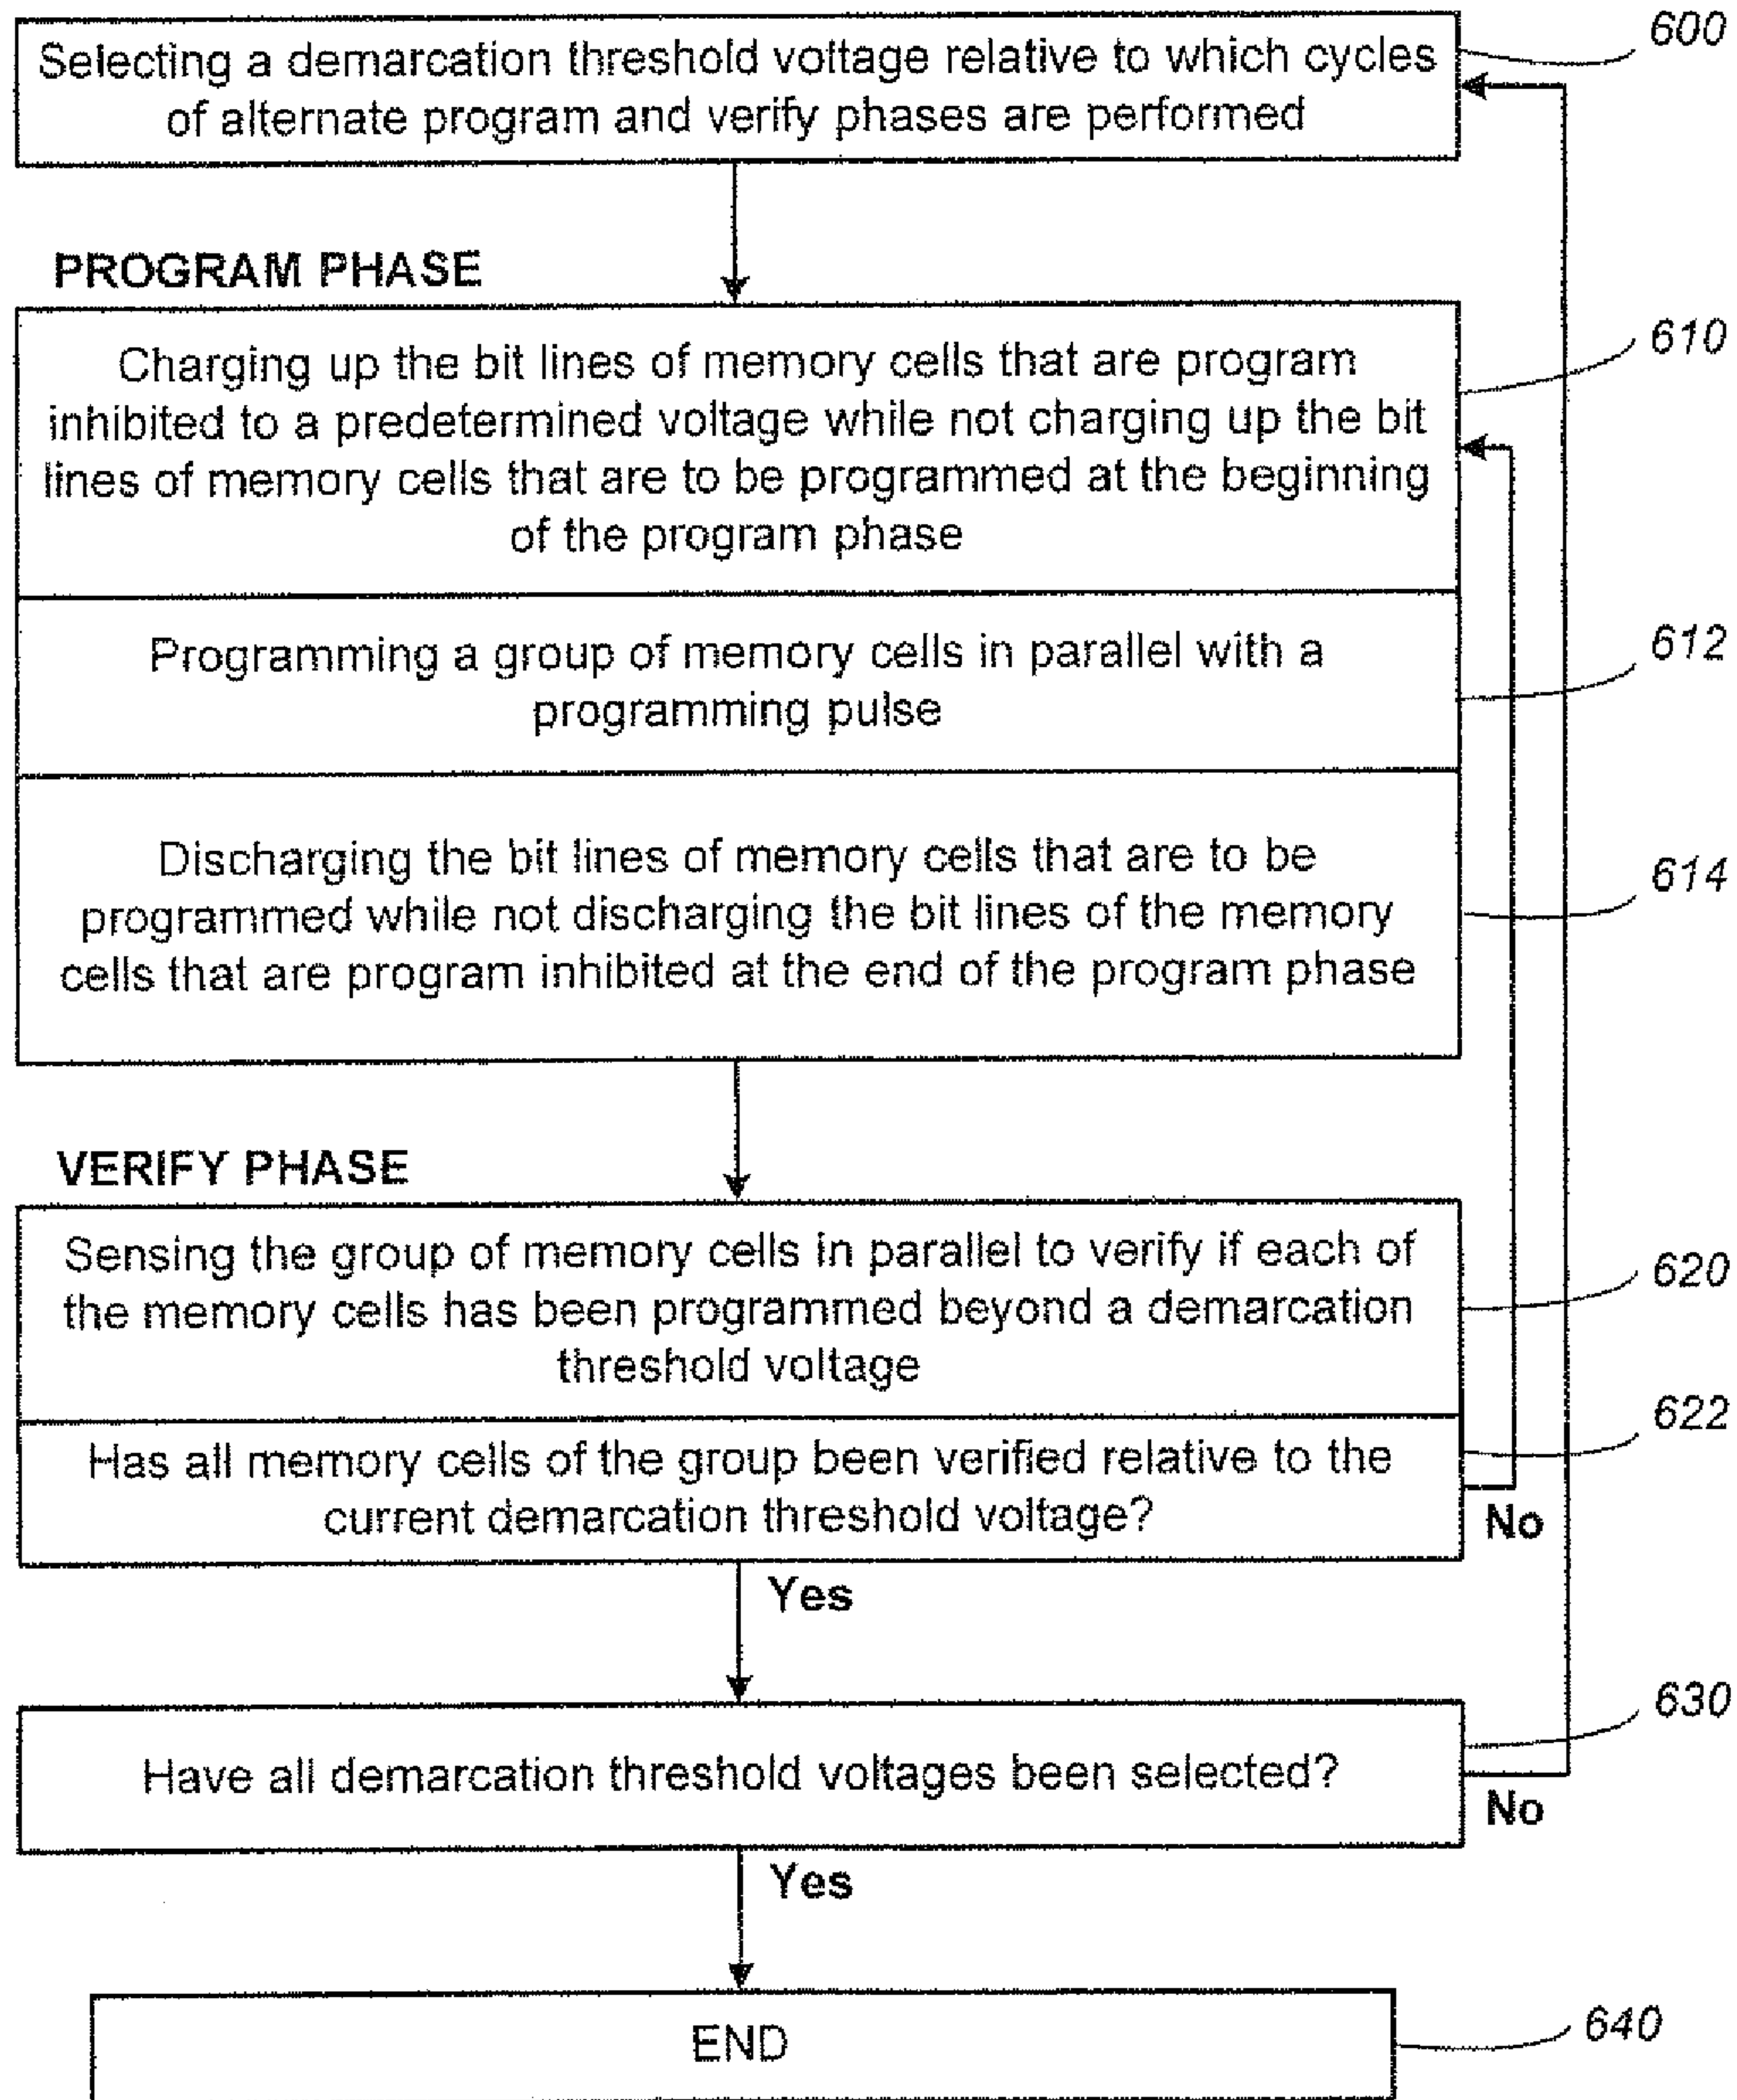 600
Selecting a demarcation threshold voltage relative to which cycles
of alternate program and verify phases are performed
PROGRAM PHASE
610
Charging up the bit lines of memory cells that are program
inhibited to a predetermined voltage while not charging up the bit
lines of memory cells that are to be programmed at the beginning
of the program phase
612
Programming a group of memory cells in parallel with a
programming pulse
614
Discharging the bit lines of memory cells that are to be
programmed while not discharging the bit lines of the memory
cells that are program inhibited at the end of the program phase
VERIFY PHASE
620
Sensing the group of memory cells in parallel to verify if each of
the memory cells has been programmed beyond a demarcation
threshold voltage
622
Has all memory cells of the group been verified relative to the
current demarcation threshold voltage?
No
Yes
630
Have all demarcation threshold voltages been selected?
No
Yes
640
END